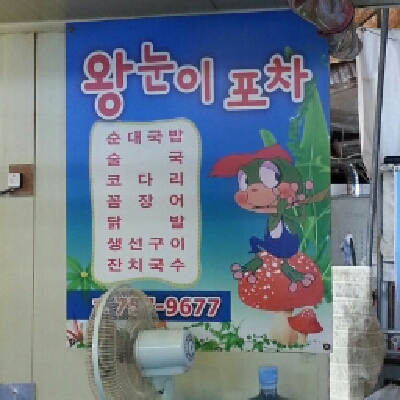 왕눈이 포차
순대국밥
술국
코다리
꼼장어
닭발
생선구이
잔치국수
-9677